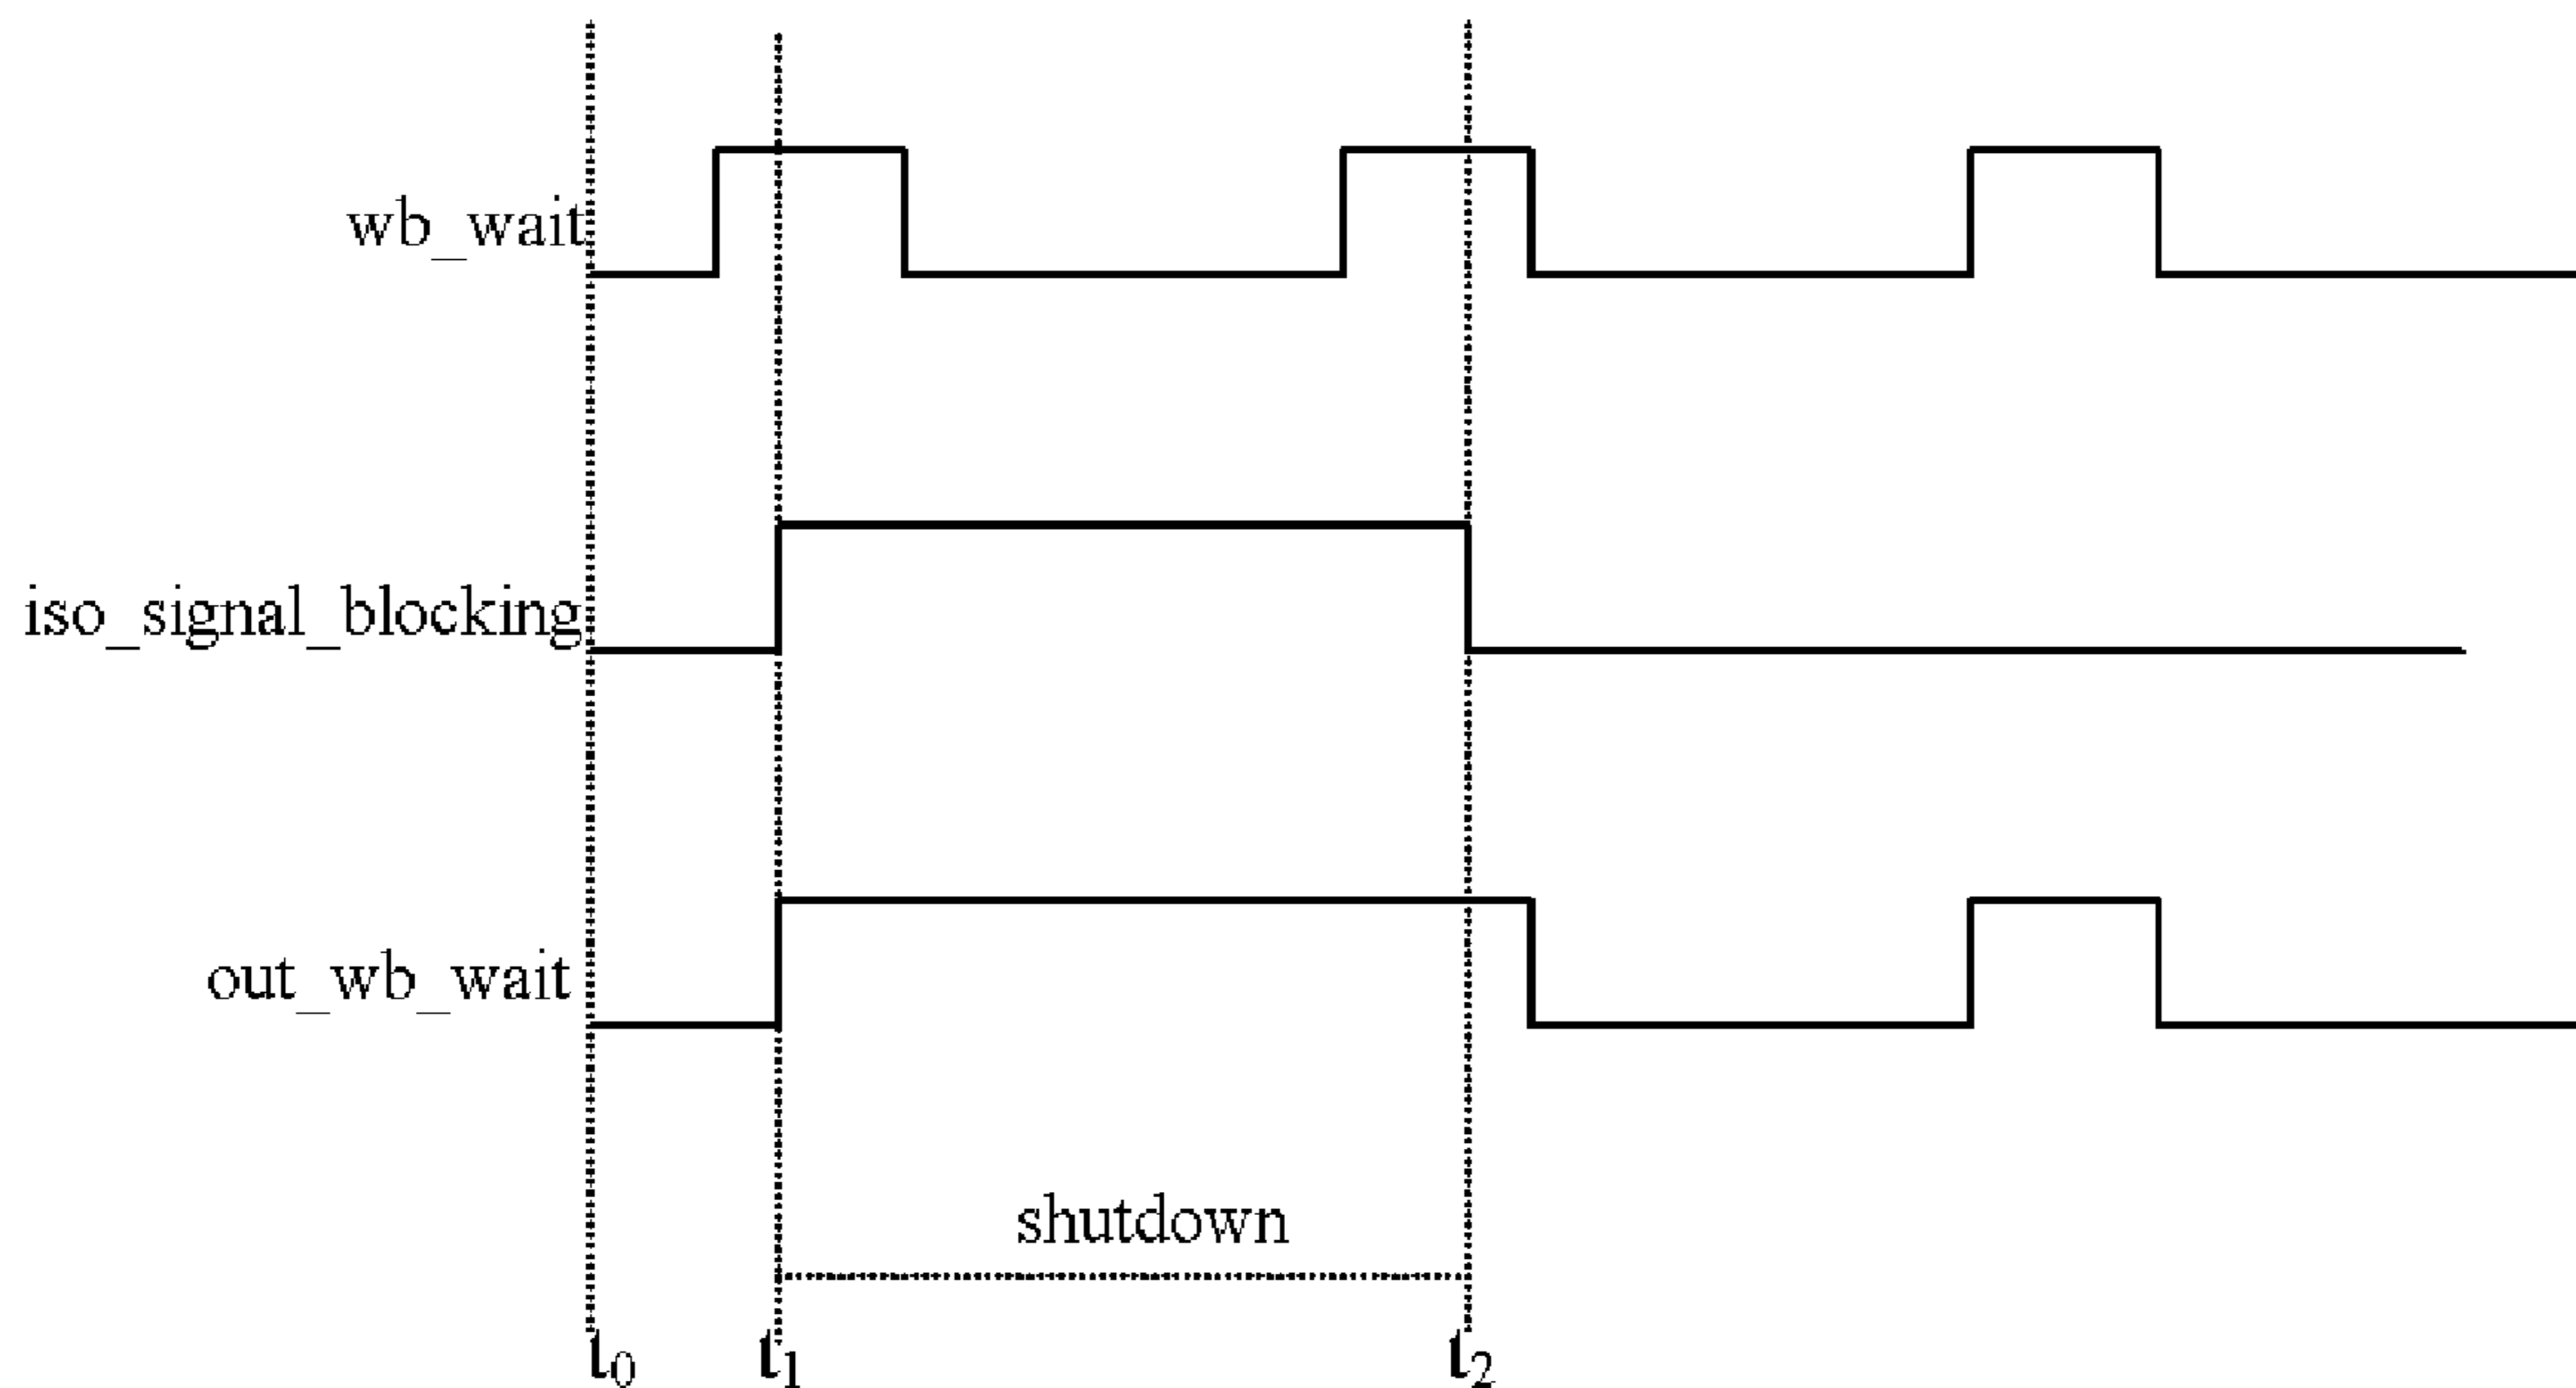 wb_wait
iso_signal_blocking
out_wb_wait
shutdown
t0 t1 t2